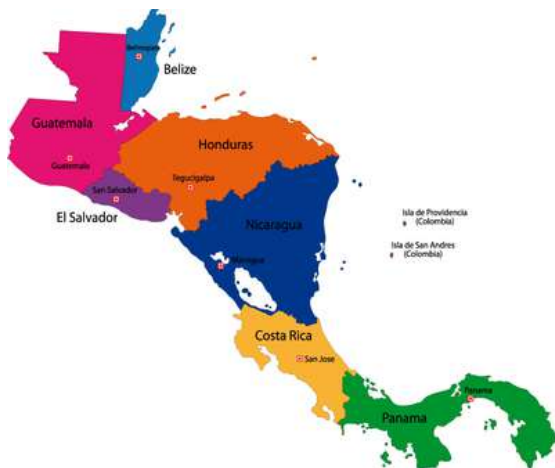 Belmopan
Belize
Guatemala
Guatemala
Honduras
Tegucigalpa
San Salvador
El Salvador
Nicaragua
Managua
Isla de Providencia
(Colombia)
Isla de San Andres
(Colombia)
Costa Rica
San Jose
Panama
Panama